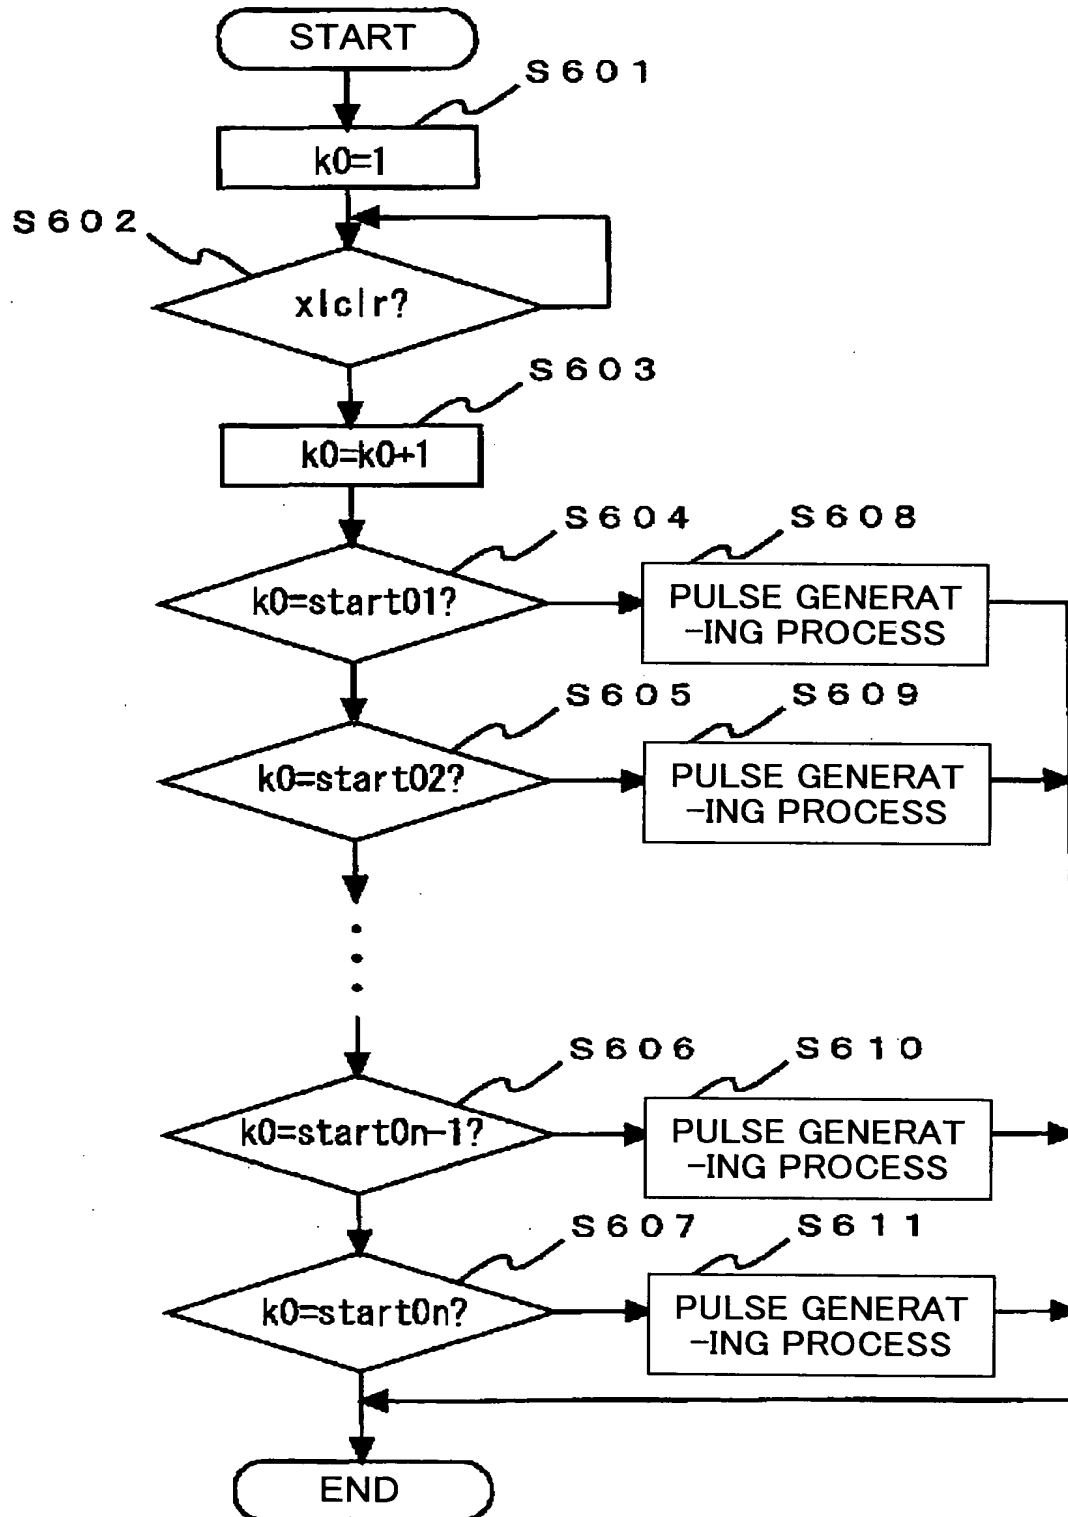 START
S601
k0=1
S602
xlclr?
S603
k0=k0+1
S604
S608
k0=start01?
PULSE GENERAT
-ING PROCESS
S605
S609
k0=start02?
PULSE GENERAT
-ING PROCESS
S606
S610
k0=start0n-1?
PULSE GENERAT
-ING PROCESS
S607
S611
k0=start0n?
PULSE GENERAT
-ING PROCESS
END